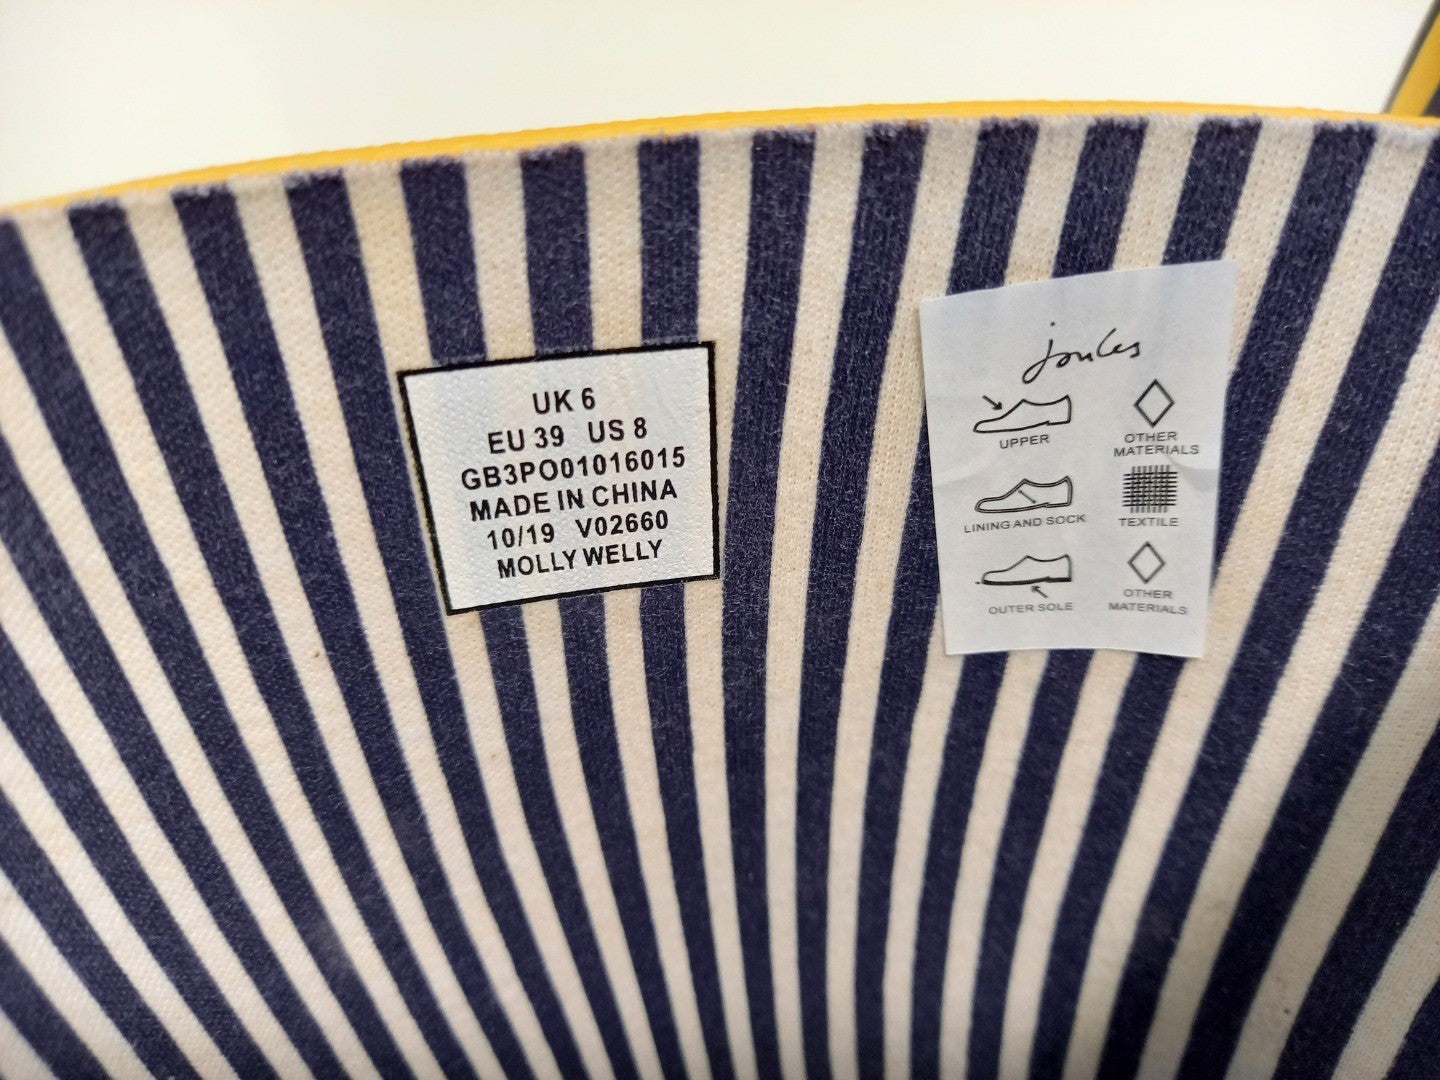 UK 6
EU 39 US 8
GB3PO01016015
MADE IN CHINA
10/19 V02660
MOLLY WELLY
joules
UPPER
OTHER
MATERIALS
LINING AND SOCK
TEXTILE
OUTER SOLE
OTHER
MATERIALS